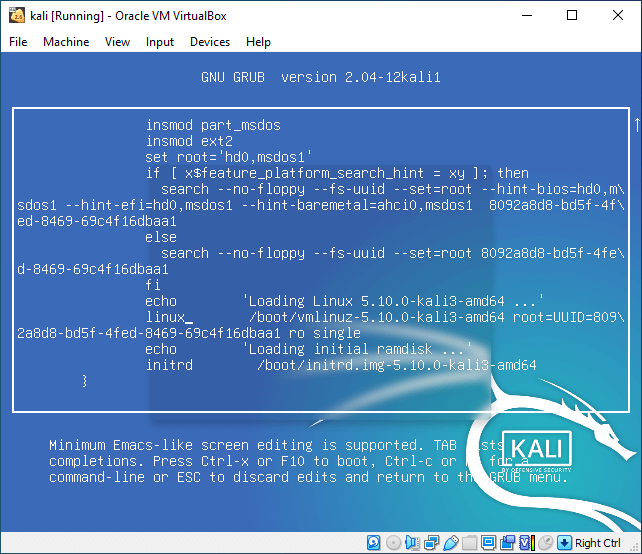 kali [Running] - Oracle VM VirtualBox
File Machine View Input Devices Help
GNU GRUB version 2.04-12kali1
insmod part_msdos
insmod ext2
set root='hd0,msdos1'
if [ x$feature_platform_search_hint = xy ]; then
search --no-floppy --fs-uuid --set=root --hint-bios=hd0,m\
sdos1 --hint-efi=hd0,msdos1 --hint-baremetal=ahci0,msdos1 8092a8d8-bd5f-4f\
ed-8469-69c4f16dbaa1
else
search --no-floppy --fs-uuid --set=root 8092a8d8-bd5f-4fe\
d-8469-69c4f16dbaa1
fi
echo 'Loading Linux 5.10.0-kali3-amd64 ...'
linux /boot/vmlinuz-5.10.0-kali3-amd64 root=UUID=809\
2a8d8-bd5f-4fed-8469-69c4f16dbaa1 ro single
echo 'Loading initial ramdisk ...'
initrd /boot/initrd.img-5.10.0-kali3-amd64
}
Minimum Emacs-like screen editing is supported. TAB lists
completions. Press Ctrl-x or F10 to boot, Ctrl-c or for a
command-line or ESC to discard edits and return to the GRUB menu.
KALI
BY OFFENSIVE SECURITY
Right Ctrl